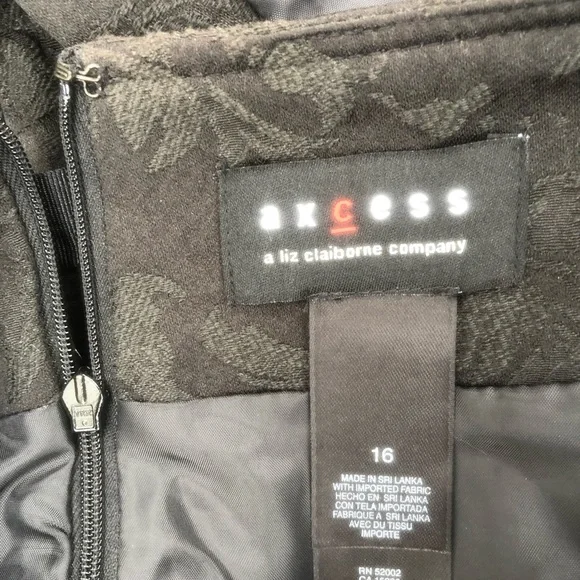 axcess
a liz claiborne company
16
MADE IN SRI LANKA
WITH IMPORTED FABRIC
HECHO EN SRI LANKA
CON TELA IMPORTADA
FABRIQUE A SRI LANKA
AVEC DU TISSU
IMPORTE
RN 52002